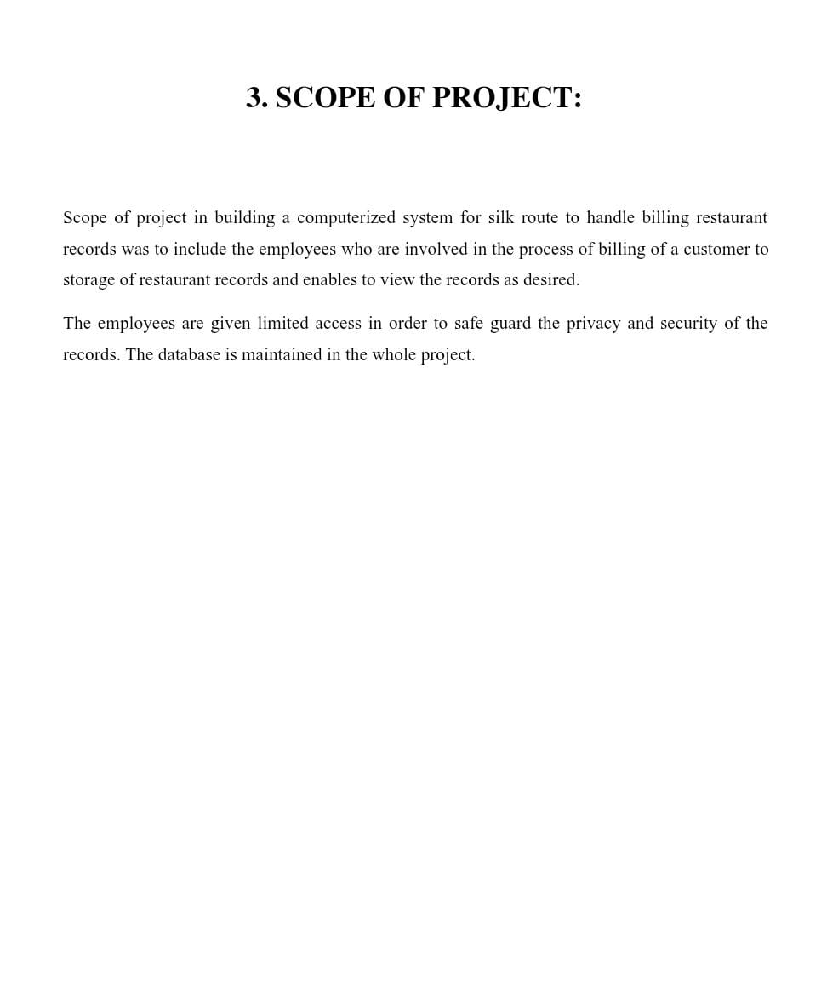 3. SCOPE OF PROJECT:
Scope of project in building a computerized system for silk route to handle billing restaurant
records was to include the employees who are involved in the process of billing of a customer to
storage of restaurant records and enables to view the records as desired.
The employees are given limited access in order to safe guard the privacy and security of the
records. The database is maintained in the whole project.